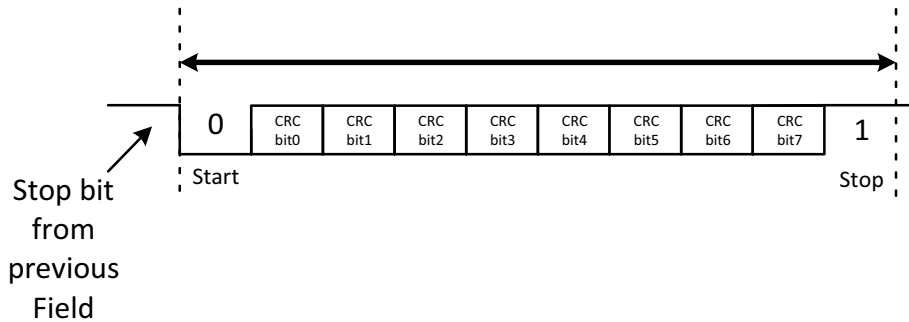 0
CRC
bit0
CRC
bit1
CRC
bit2
CRC
bit3
CRC
bit4
CRC
bit5
CRC
bit6
CRC
bit7
1
Start
Stop
Stop bit
from
previous
Field